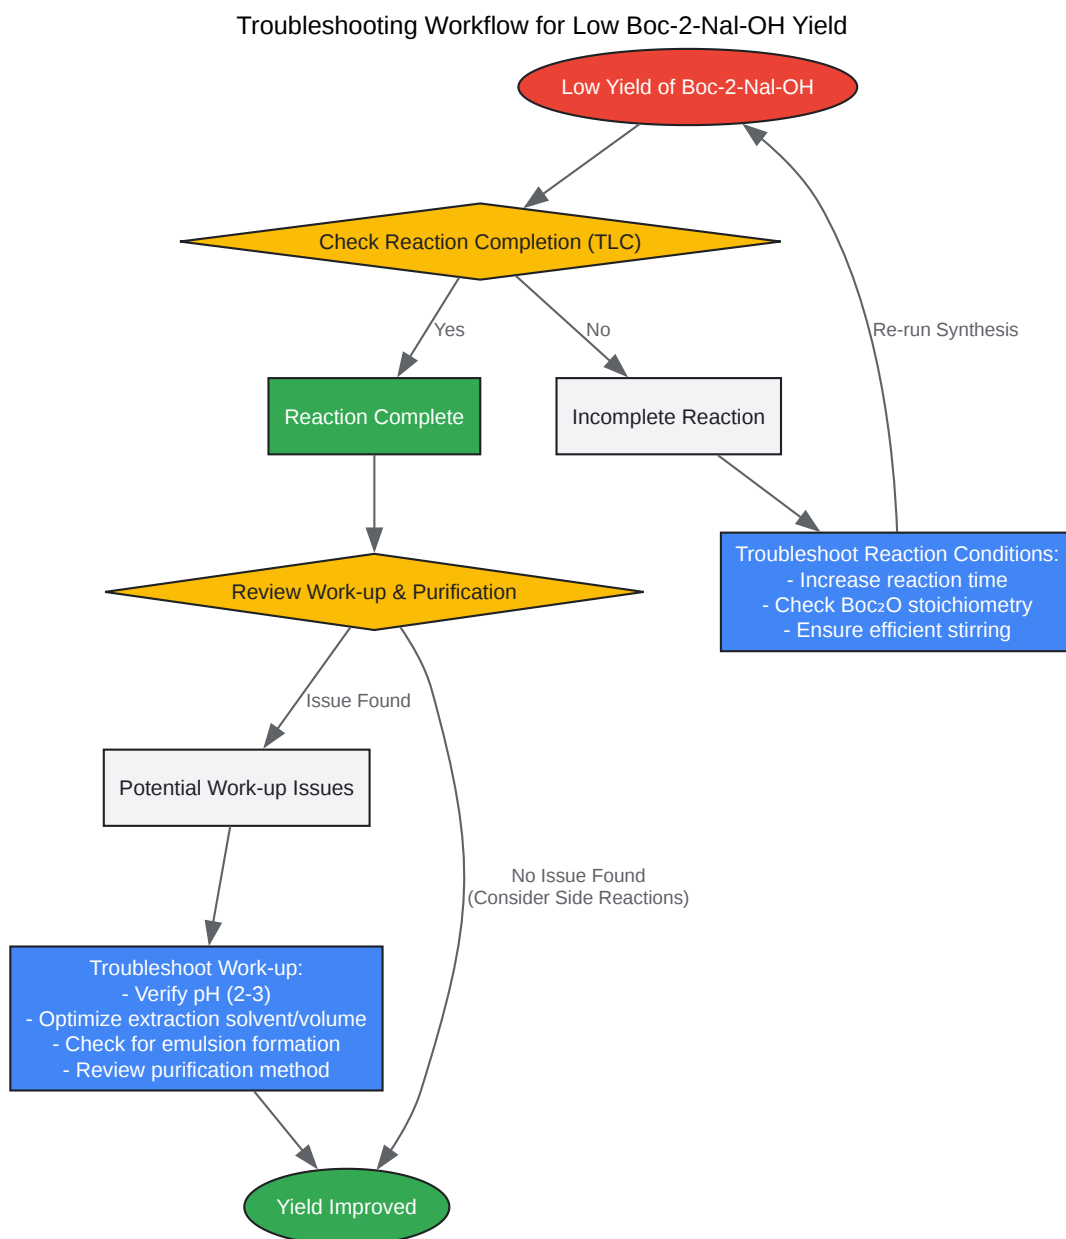 Troubleshooting Workflow for Low Boc-2-Nal-OH Yield
Low Yield of Boc-2-Nal-OH
Check Reaction Completion (TLC)
Yes
No
Re-run Synthesis
Reaction Complete
Incomplete Reaction
Troubleshoot Reaction Conditions:
- Increase reaction time
- Check Boc₂O stoichiometry
- Ensure efficient stirring
Review Work-up & Purification
Issue Found
Potential Work-up Issues
No Issue Found
(Consider Side Reactions)
Troubleshoot Work-up:
- Verify pH (2-3)
- Optimize extraction solvent/volume
- Check for emulsion formation
- Review purification method
Yield Improved